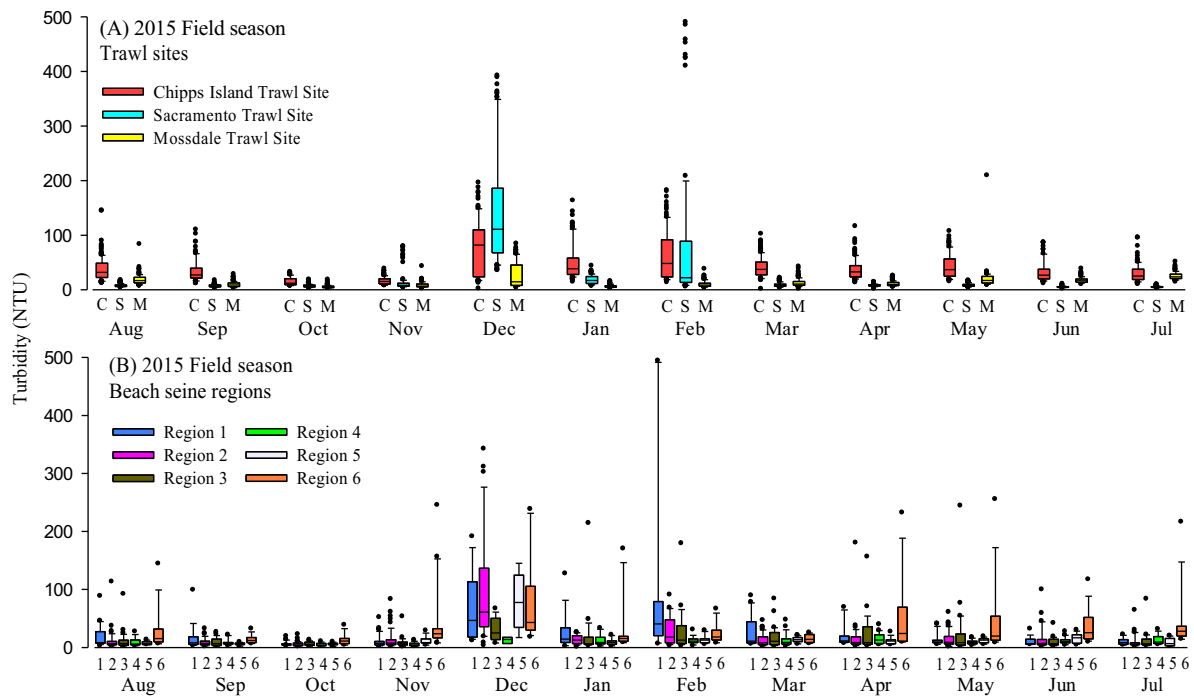 500
(A) 2015 Field season
Trawl sites
400
Chipps Island Trawl Site
Sacramento Trawl Site
300
Mossdale Trawl Site
200
100
0
C S M C S M C S M C S M C S M C S M C S M C S M C S M C S M C S M C S M
Aug Sep Oct Nov Dec Jan Feb Mar Apr May Jun Jul
Turbidity (NTU)
500
(B) 2015 Field season
Beach seine regions
400
Region 1 Region 4
Region 2 Region 5
Region 3 Region 6
300
200
100
0
1 2 3 4 5 6 1 2 3 4 5 6 1 2 3 4 5 6 1 2 3 4 5 6 1 2 3 4 5 6 1 2 3 4 5 6 1 2 3 4 5 6 1 2 3 4 5 6 1 2 3 4 5 6 1 2 3 4 5 6 1 2 3 4 5 6 1 2 3 4 5 6
Aug Sep Oct Nov Dec Jan Feb Mar Apr May Jun Jul